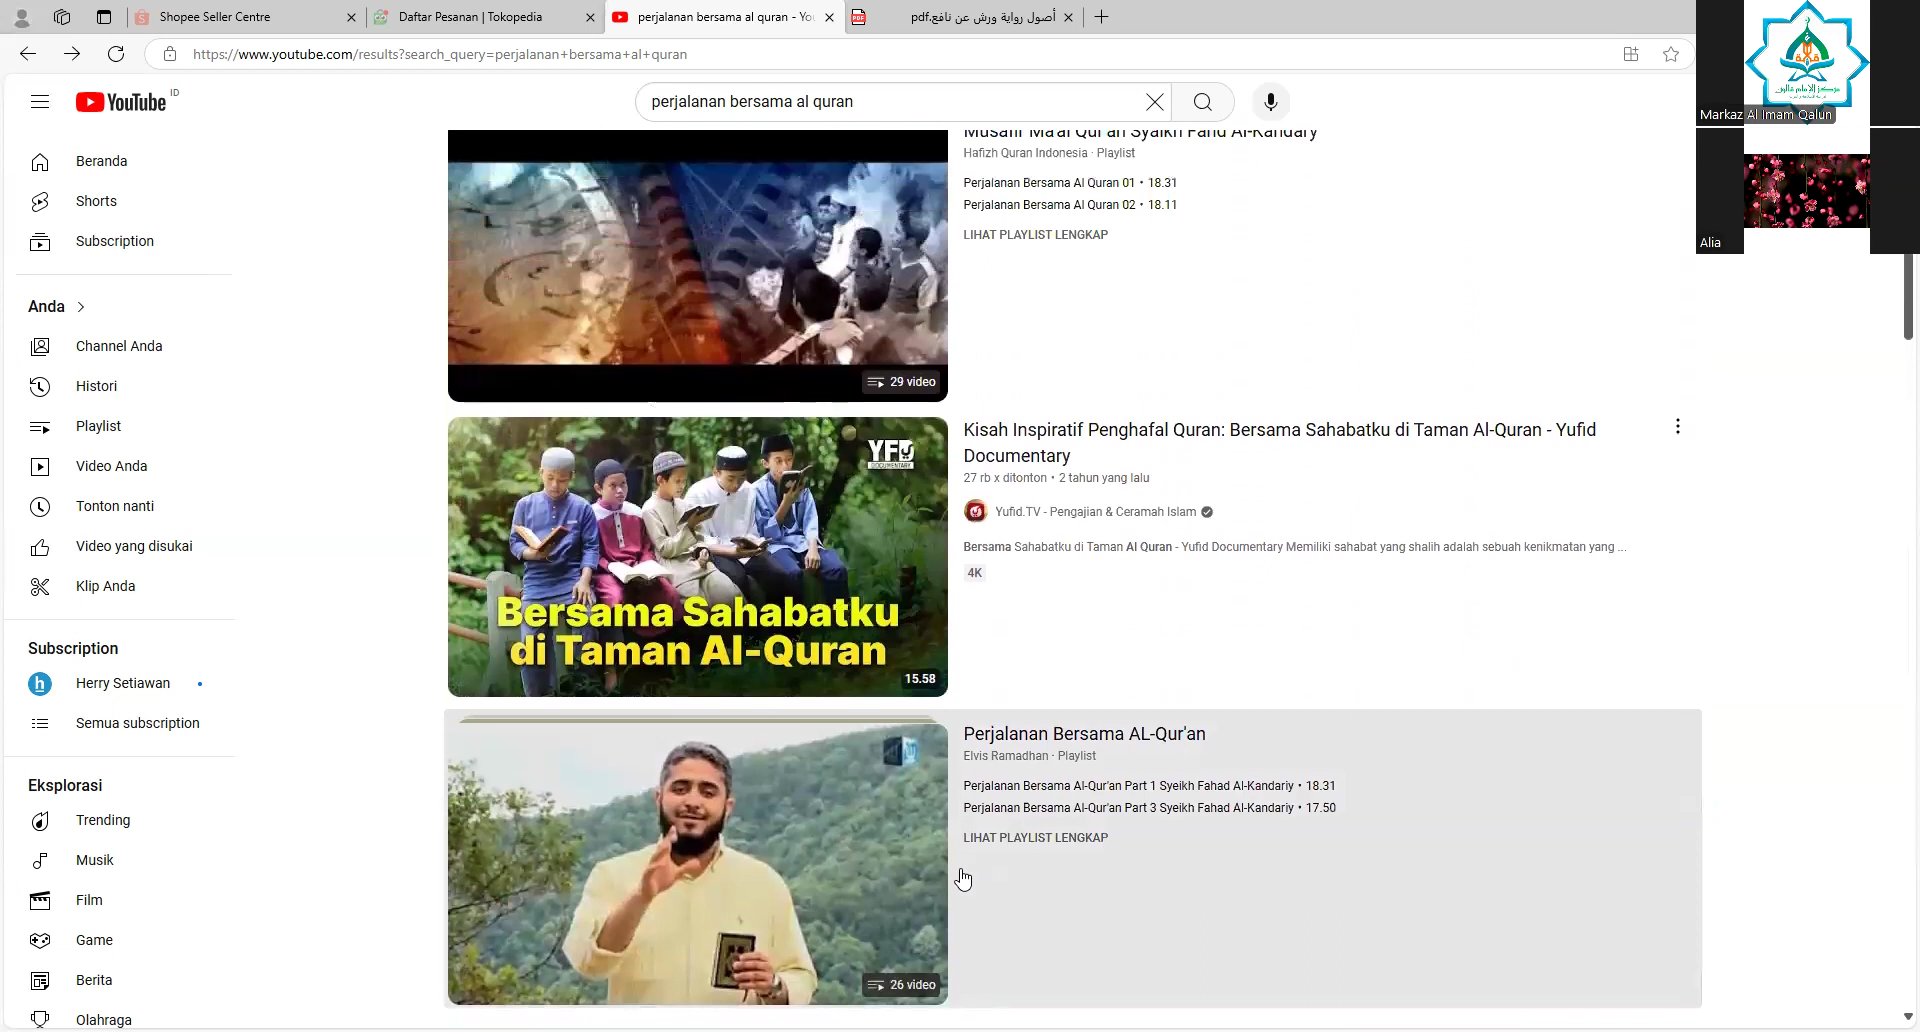 Shopee Seller Centre
Daftar Pesanan | Tokopedia
perjalanan bersama al quran - You
أصول رواية ورش عن نافع.pdf
https://www.youtube.com/results?search_query=perjalanan+bersama+al+quran
YouTube ID
perjalanan bersama al quran
Markaz Al Imam Qalun
Alia
Beranda
Shorts
Subscription
Anda
Channel Anda
Histori
Playlist
Video Anda
Tonton nanti
Video yang disukai
Klip Anda
Subscription
Herry Setiawan
Semua subscription
Eksplorasi
Trending
Musik
Film
Game
Berita
Olahraga
Musafir Ma'al Qur'an Syaikh Fahd Al-Kandary
Hafizh Quran Indonesia · Playlist
Perjalanan Bersama Al Quran 01 • 18.31
Perjalanan Bersama Al Quran 02 • 18.11
LIHAT PLAYLIST LENGKAP
29 video
YFD
DOCUMENTARY
Bersama Sahabatku
di Taman Al-Quran
15.58
Kisah Inspiratif Penghafal Quran: Bersama Sahabatku di Taman Al-Quran - Yufid
Documentary
27 rb x ditonton • 2 tahun yang lalu
Yufid.TV - Pengajian & Ceramah Islam
Bersama Sahabatku di Taman Al Quran - Yufid Documentary Memiliki sahabat yang shalih adalah sebuah kenikmatan yang ...
4K
Perjalanan Bersama AL-Qur'an
Elvis Ramadhan · Playlist
Perjalanan Bersama Al-Qur'an Part 1 Syeikh Fahad Al-Kandariy • 18.31
Perjalanan Bersama Al-Qur'an Part 3 Syeikh Fahad Al-Kandariy • 17.50
LIHAT PLAYLIST LENGKAP
26 video